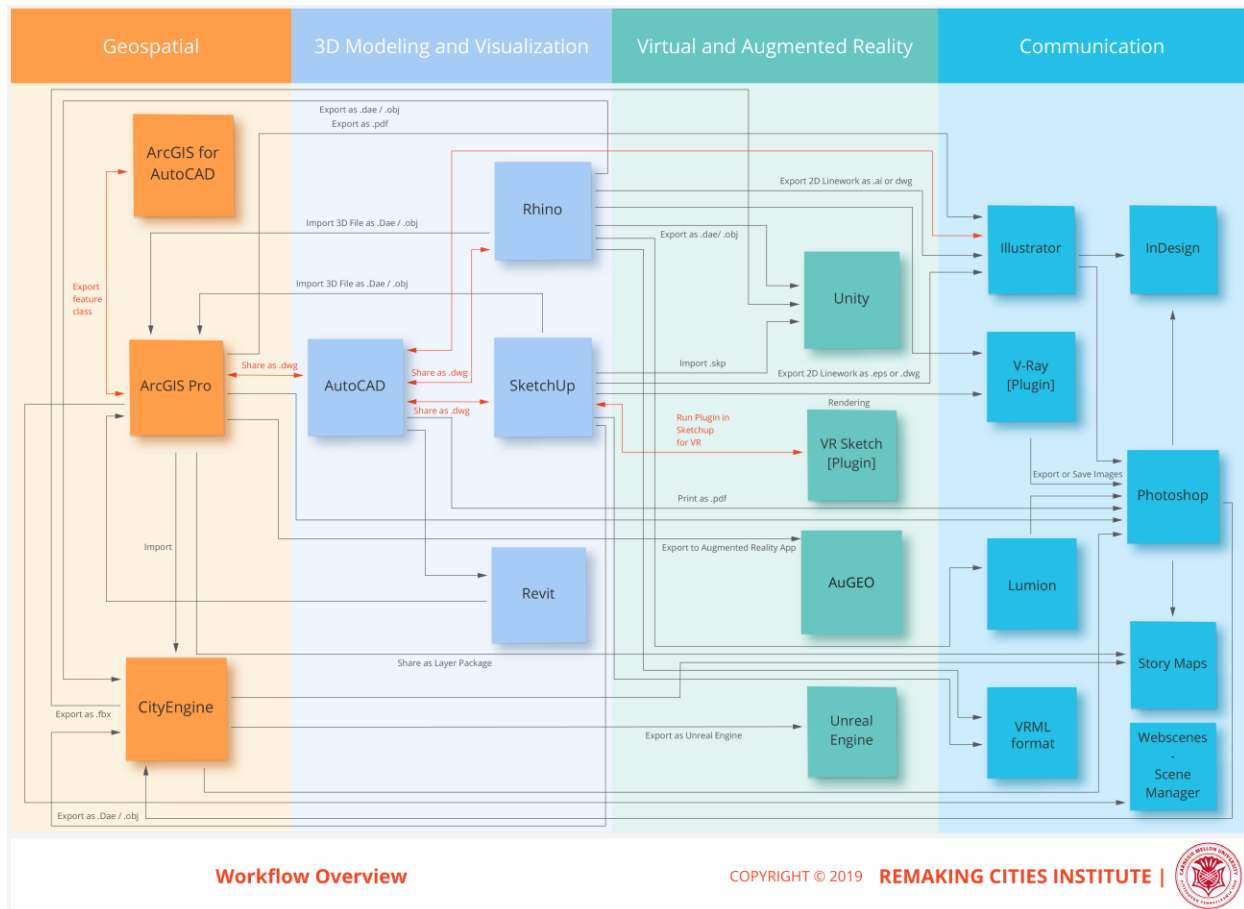 Geospatial
3D Modeling and Visualization
Virtual and Augmented Reality
Communication
Export as .dae / .obj
Export as .pdf
ArcGIS for
AutoCAD
Rhino
Export 2D Linework as .ai or dwg
Import 3D File as .Dae / .obj
Export as .dae/ .obj
Illustrator
InDesign
Export
feature
class
Import 3D File as .Dae / .obj
Unity
ArcGIS Pro
Share as .dwg
AutoCAD
Share as .dwg
SketchUp
Import .skp
Export 2D Linework as .eps or .dwg
V-Ray
[Plugin]
Share as .dwg
Rendering
Run Plugin in
Sketchup
for VR
VR Sketch
[Plugin]
Export or Save Images
Photoshop
Print as .pdf
Import
Export to Augmented Reality App
Revit
AuGEO
Lumion
Share as Layer Package
Story Maps
CityEngine
Export as .fbx
Export as Unreal Engine
Unreal
Engine
VRML
format
Webscenes
-
Scene
Manager
Export as .Dae / .obj
Workflow Overview
COPYRIGHT © 2019 REMAKING CITIES INSTITUTE |
CARNEGIE MELLON UNIVERSITY